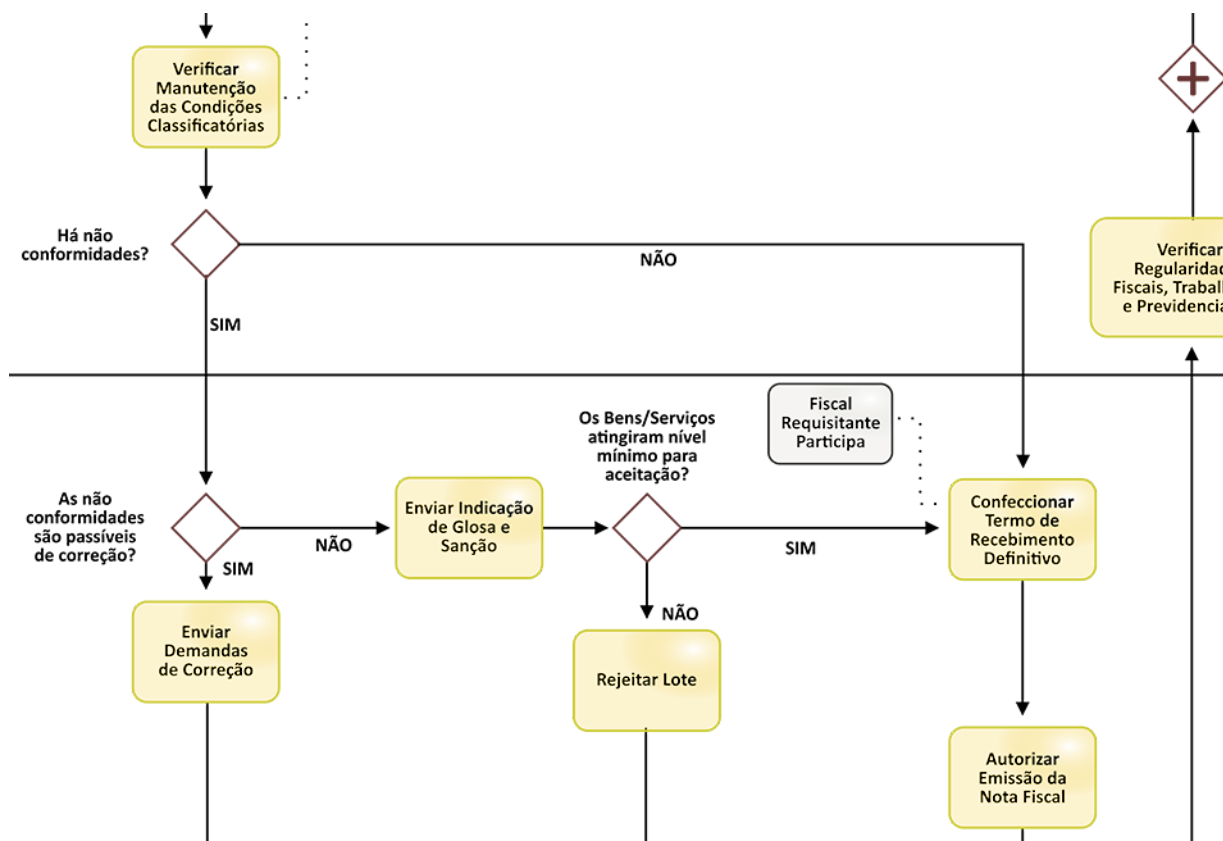 Verificar
Manutenção
das Condições
Classificatórias
Há não
conformidades?
NÃO
SIM
Verificar
Fiscais,
e
Fiscal
Requisitante
Participa
Os Bens/Serviços
atingiram nível
mínimo para
aceitação?
As não
conformidades
são passíveis
de correção?
NÃO
SIM
Enviar Indicação
de Glosa e
Sanção
SIM
NÃO
Confeccionar
Termo de
Recebimento
Definitivo
Enviar
Demandas
de Correção
Rejeitar Lote
Autorizar
Emissão da
Nota Fiscal